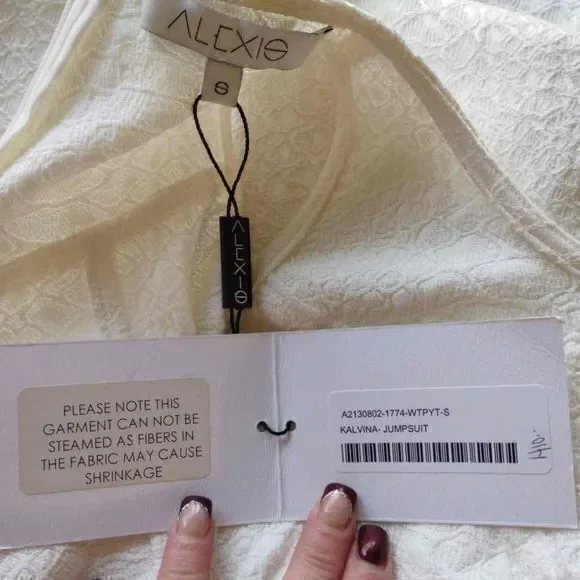 ALEXIS
S
ALEXIS
PLEASE NOTE THIS
GARMENT CAN NOT BE
STEAMED AS FIBERS IN
THE FABRIC MAY CAUSE
SHRINKAGE
A2130802-1774-WTPYT-S
KALVINA- JUMPSUIT